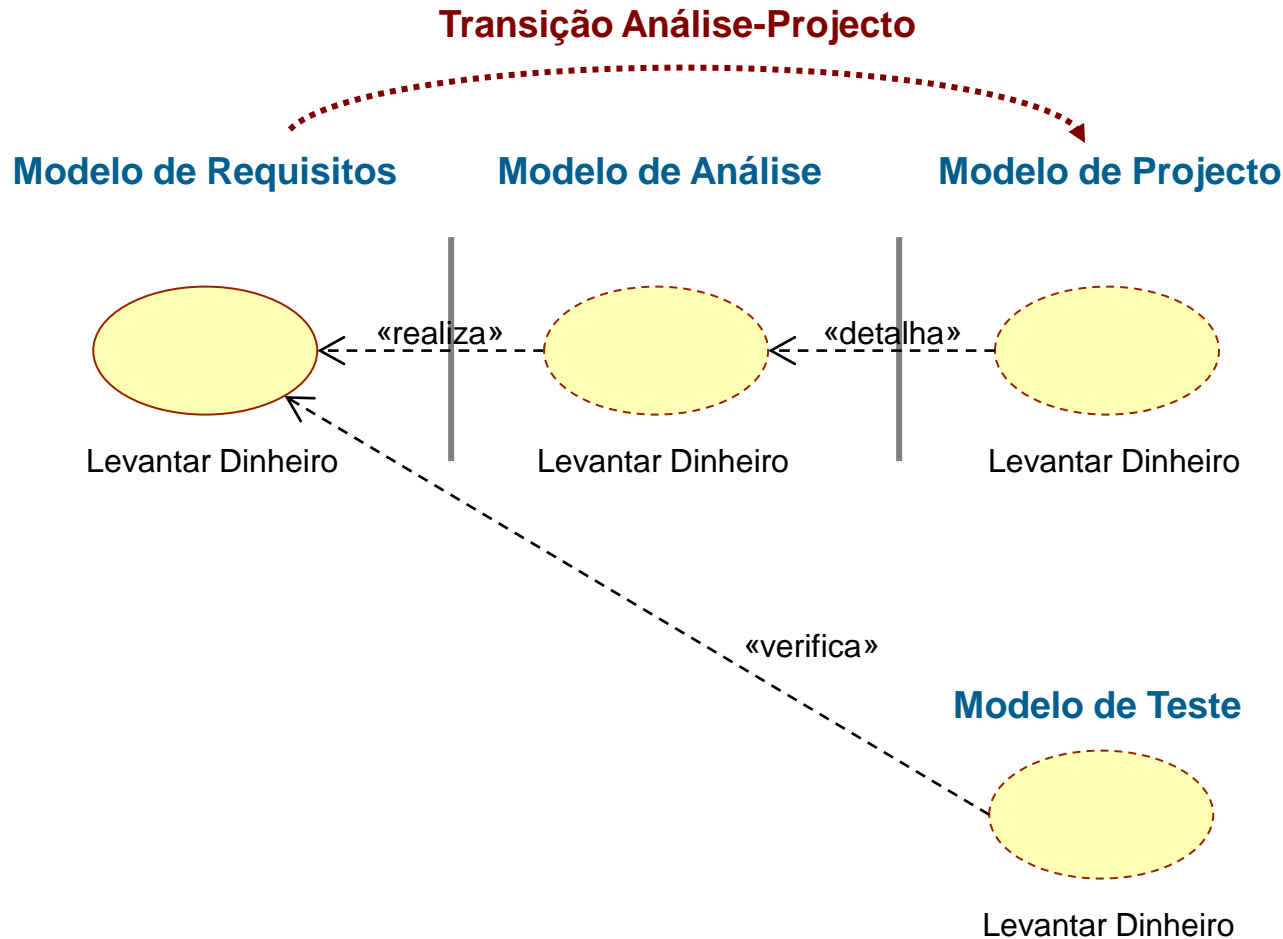 Transição Análise-Projecto
Modelo de Requisitos
Modelo de Análise
Modelo de Projecto
«realiza»
«detalha»
Levantar Dinheiro
Levantar Dinheiro
Levantar Dinheiro
«verifica»
Modelo de Teste
Levantar Dinheiro